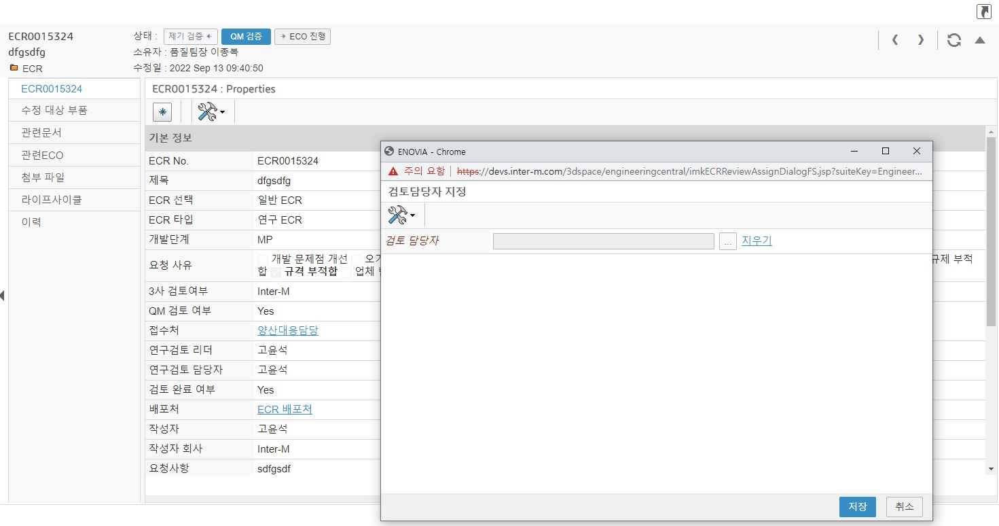 ECR0015324
dfgsdfg
ECR
상태 : 제기 검증 QM 검증 ECO 진행
소유자 : 품질팀장 이종복
수정일 : 2022 Sep 13 09:40:50
ECR0015324
수정 대상 부품
관련문서
관련ECO
첨부 파일
라이프사이클
이력
ECR0015324 : Properties
기본 정보
ECR No. ECR0015324
제목 dfgsdfg
ECR 선택 일반 ECR
ECR 타입 연구 ECR
개발단계 MP
요청 사유 개발 문제점 개선 규제 부적
합 규격 부적합 업체
3사 검토여부 Inter-M
QM 검토 여부 Yes
접수처 양산대응담당
연구검토 리더 고윤석
연구검토 담당자 고윤석
검토 완료 여부 Yes
배포처 ECR 배포처
작성자 고윤석
작성자 회사 Inter-M
요청사항 sdfgsdf
ENOVIA - Chrome
주의 요함 https://devs.inter-m.com/3dspace/engineeringcentral/imkECRReviewAssignDialogFS.jsp?suiteKey=Engineer...
검토담당자 지정
검토 담당자 ... 지우기
저장 취소